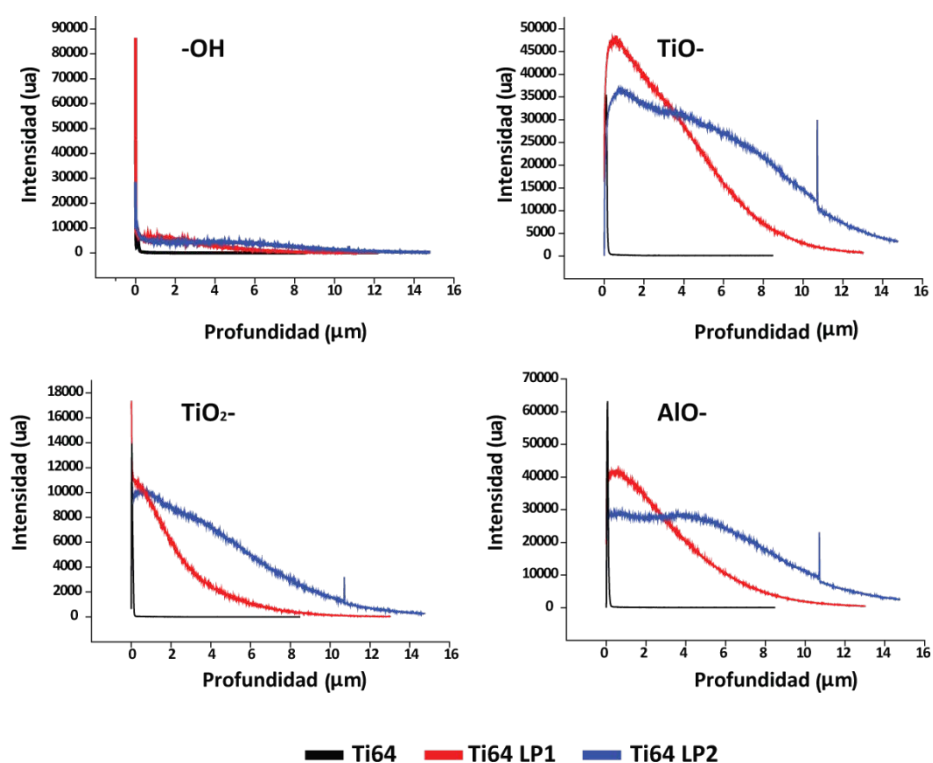 -OH
Intensidad (ua)
90000
80000
70000
60000
50000
40000
30000
20000
10000
0
0 2 4 6 8 10 12 14 16
Profundidad (μm)
TiO-
Intensidad (ua)
50000
45000
40000
35000
30000
25000
20000
15000
10000
5000
0
0 4 8 12 16
Profundidad (μm)
TiO₂-
Intensidad (ua)
18000
16000
14000
12000
10000
8000
6000
4000
2000
0
0 2 4 6 8 10 12 14 16
Profundidad (μm)
AlO-
Intensidad (ua)
70000
60000
50000
40000
30000
20000
10000
0
0 2 4 6 8 10 12 14 16
Profundidad (μm)
Ti64 Ti64 LP1 Ti64 LP2